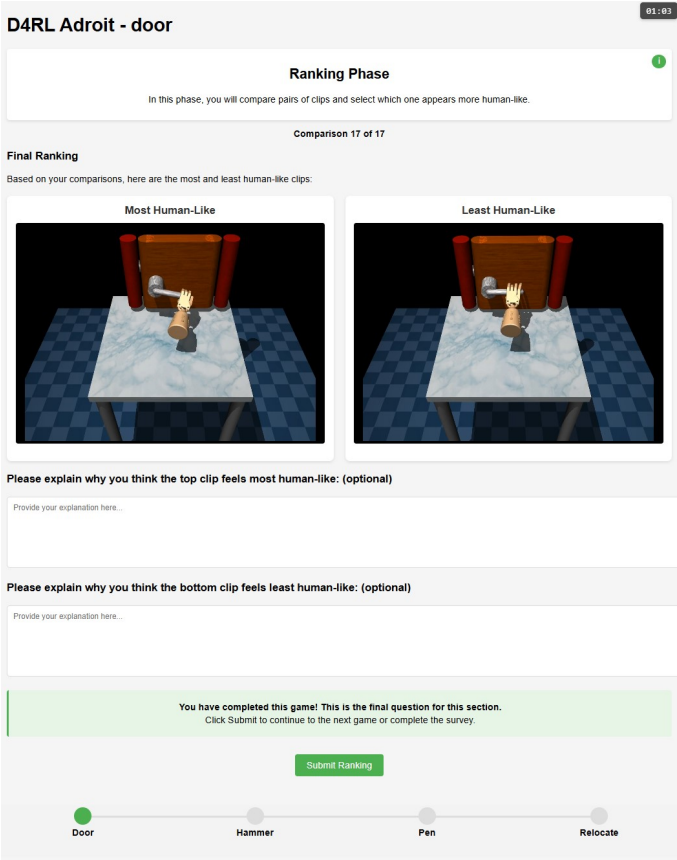 01:03
D4RL Adroit - door
i
Ranking Phase
In this phase, you will compare pairs of clips and select which one appears more human-like.
Comparison 17 of 17
Final Ranking
Based on your comparisons, here are the most and least human-like clips:
Most Human-Like
Least Human-Like
Please explain why you think the top clip feels most human-like: (optional)
Provide your explanation here...
Please explain why you think the bottom clip feels least human-like: (optional)
Provide your explanation here...
You have completed this game! This is the final question for this section.
Click Submit to continue to the next game or complete the survey.
Submit Ranking
Door
Hammer
Pen
Relocate